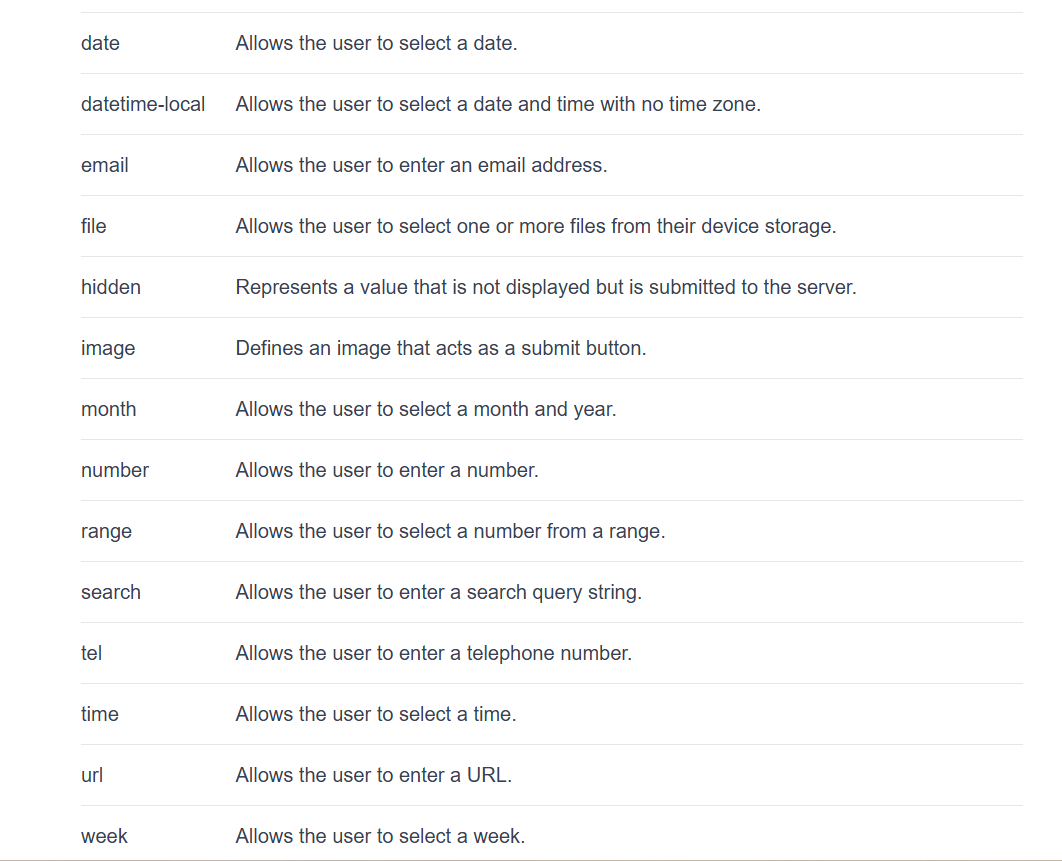 date Allows the user to select a date.
datetime-local Allows the user to select a date and time with no time zone.
email Allows the user to enter an email address.
file Allows the user to select one or more files from their device storage.
hidden Represents a value that is not displayed but is submitted to the server.
image Defines an image that acts as a submit button.
month Allows the user to select a month and year.
number Allows the user to enter a number.
range Allows the user to select a number from a range.
search Allows the user to enter a search query string.
tel Allows the user to enter a telephone number.
time Allows the user to select a time.
url Allows the user to enter a URL.
week Allows the user to select a week.